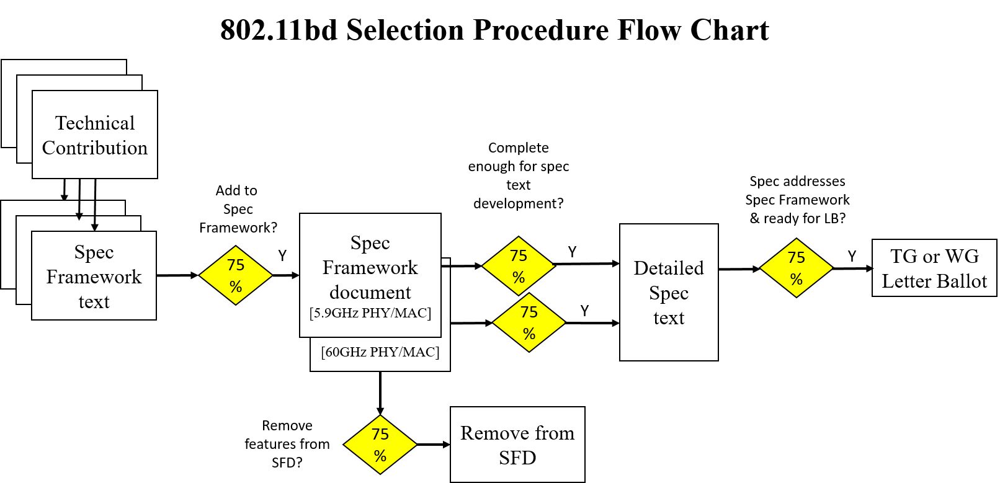 802.11bd Selection Procedure Flow Chart
Technical
Contribution
Spec
Framework
text
Add to
Spec
Framework?
75
%
Y
Spec
Framework
document
[5.9GHz PHY/MAC]
[60GHz PHY/MAC]
Complete
enough for spec
text
development?
75
%
Y
75
%
Y
Detailed
Spec
text
Spec addresses
Spec Framework
& ready for LB?
75
%
Y
TG or WG
Letter Ballot
Remove
features from
SFD?
75
%
Remove from
SFD